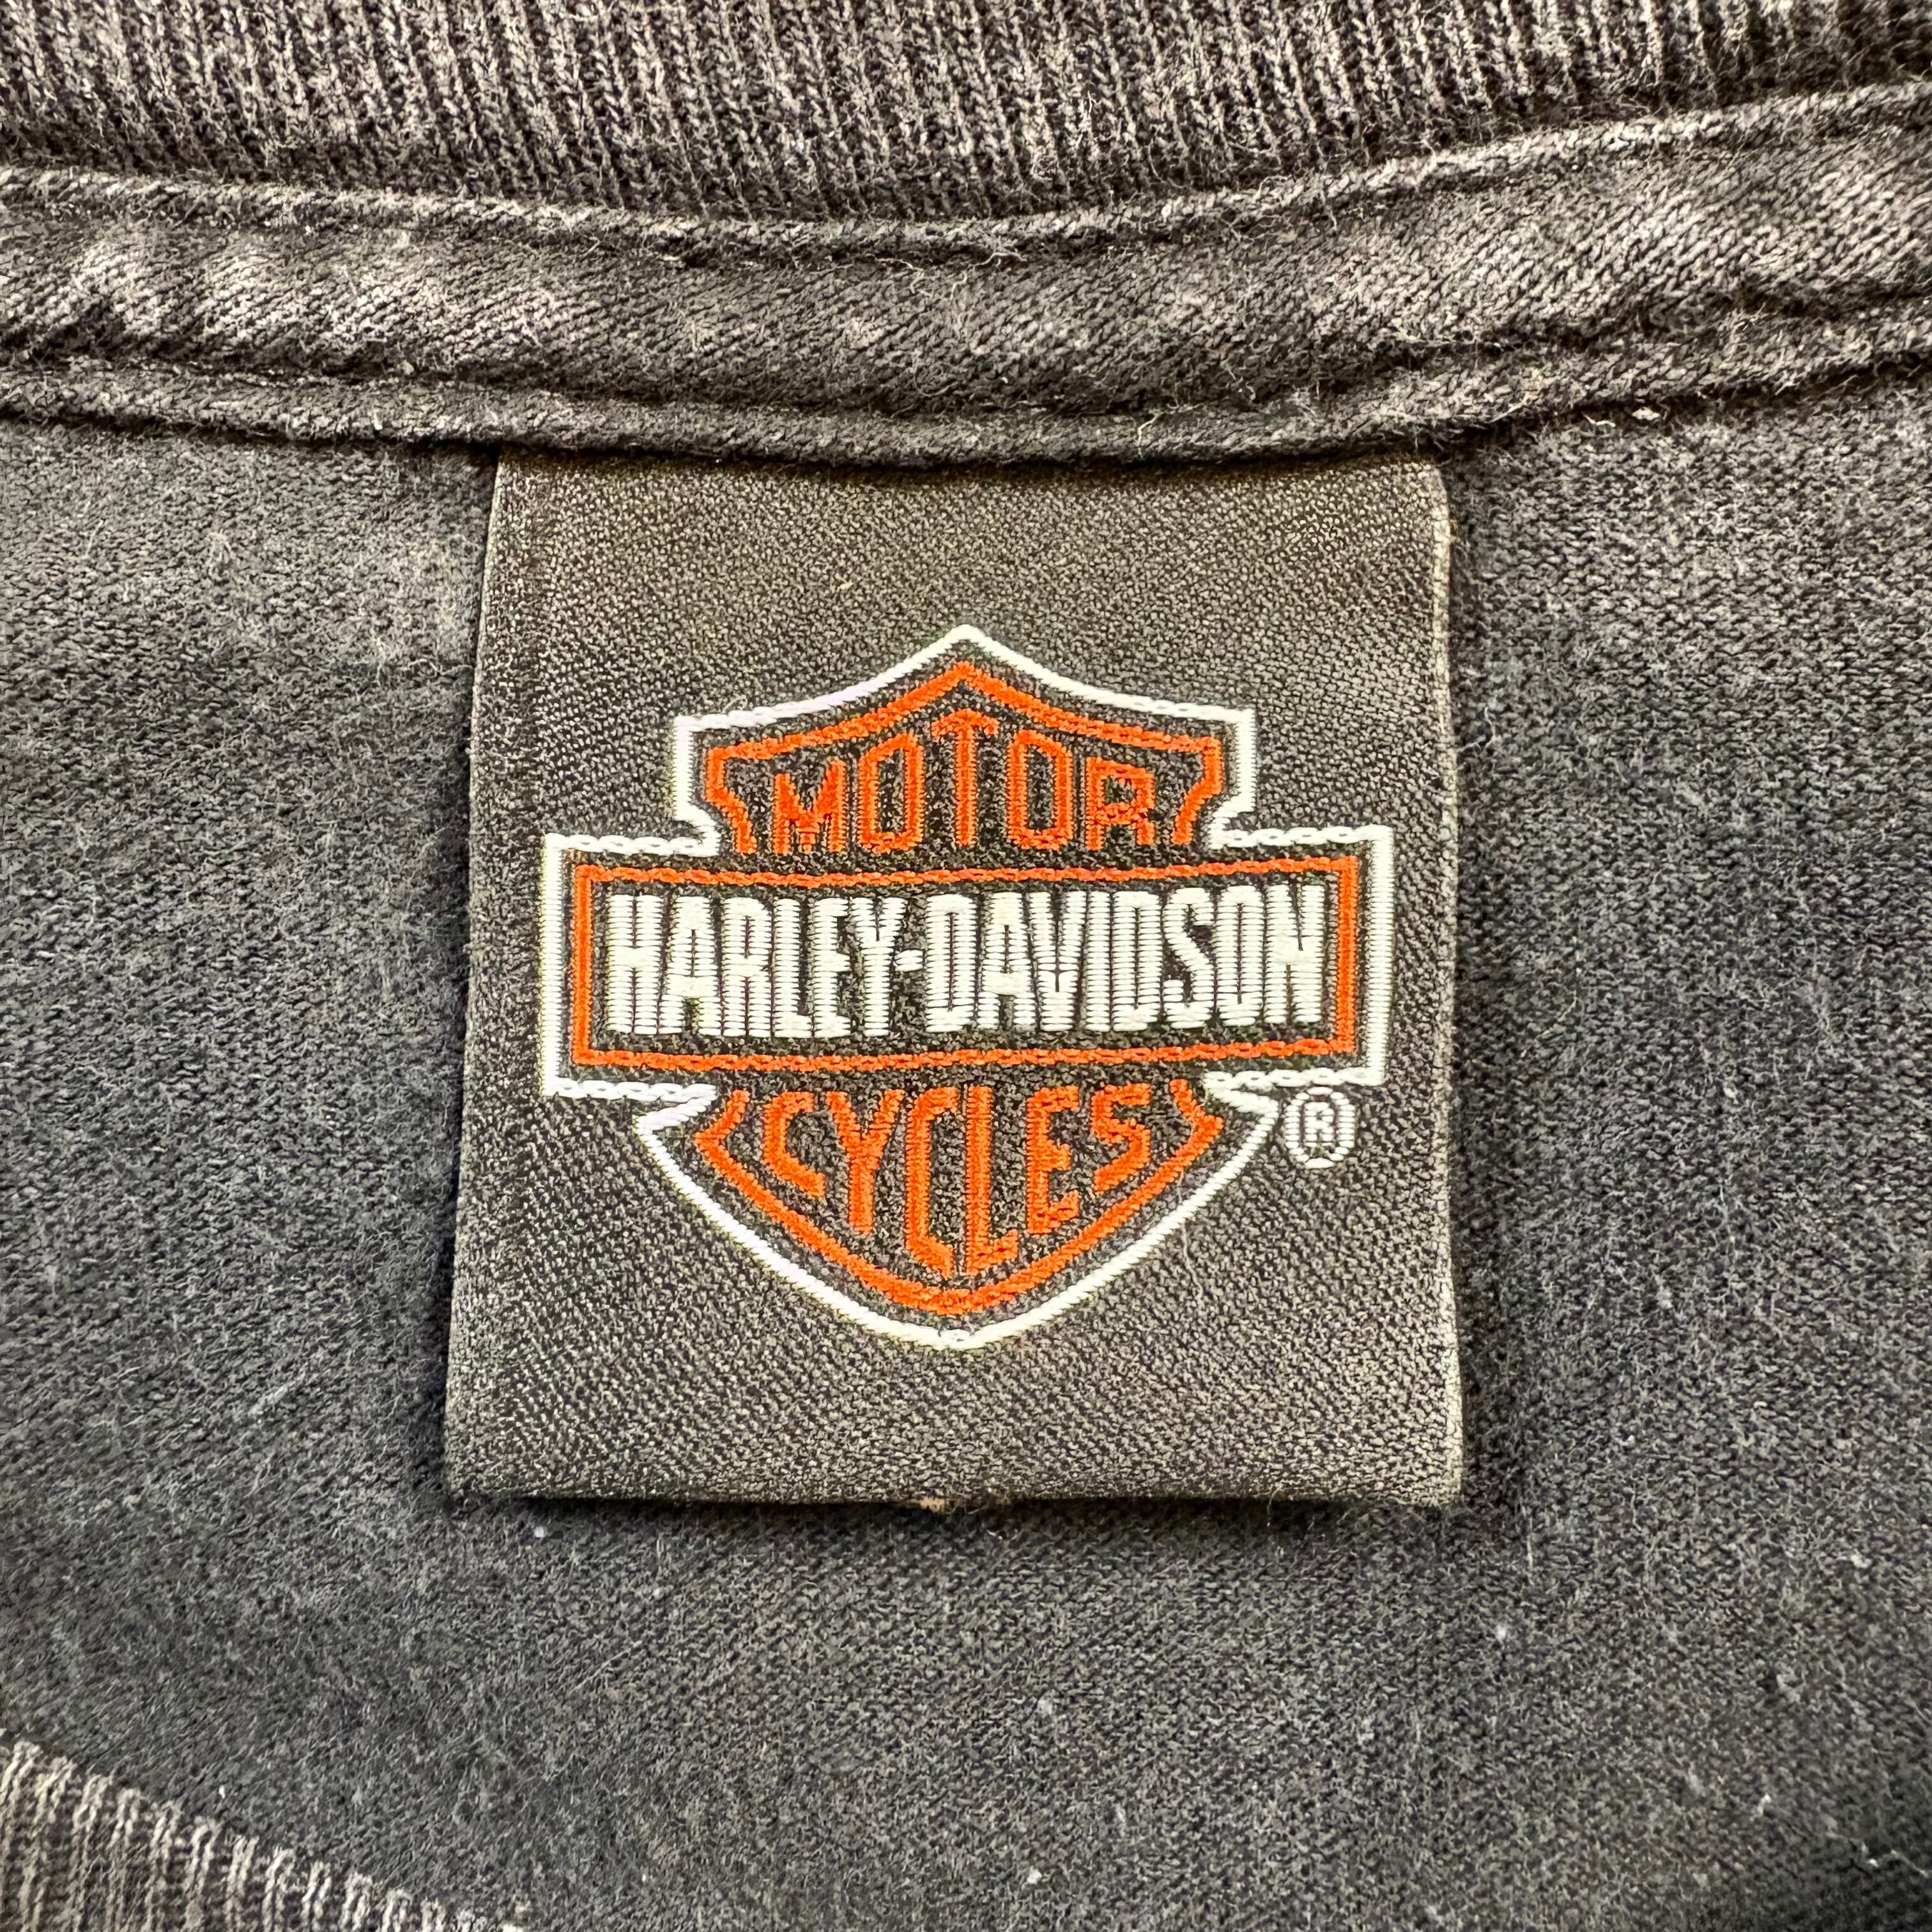 MOTOR
HARLEY-DAVIDSON
CYCLES
®